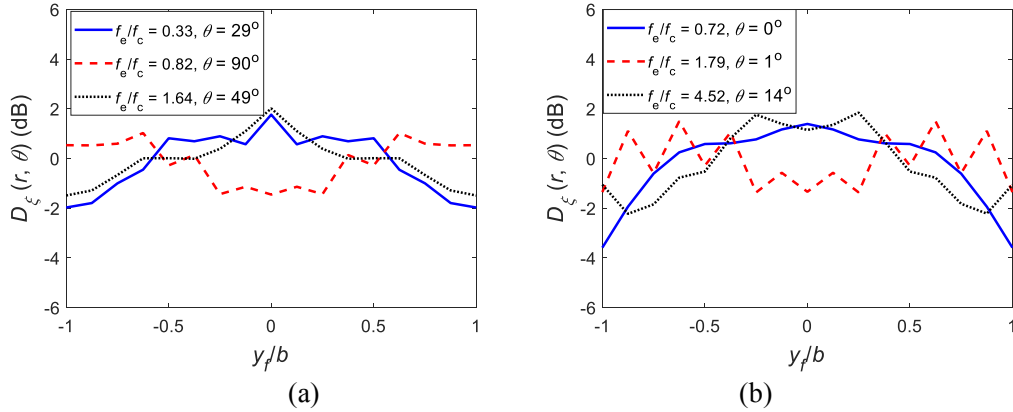 6
4
2
0
-2
-4
-6
D_ξ (r, θ) (dB)
f_e/f_c = 0.33, θ = 29°
f_e/f_c = 0.82, θ = 90°
f_e/f_c = 1.64, θ = 49°
-1 -0.5 0 0.5 1
y_f/b
(a)
6
4
2
0
-2
-4
-6
D_ξ (r, θ) (dB)
f_e/f_c = 0.72, θ = 0°
f_e/f_c = 1.79, θ = 1°
f_e/f_c = 4.52, θ = 14°
-1 -0.5 0 0.5 1
y_f/b
(b)